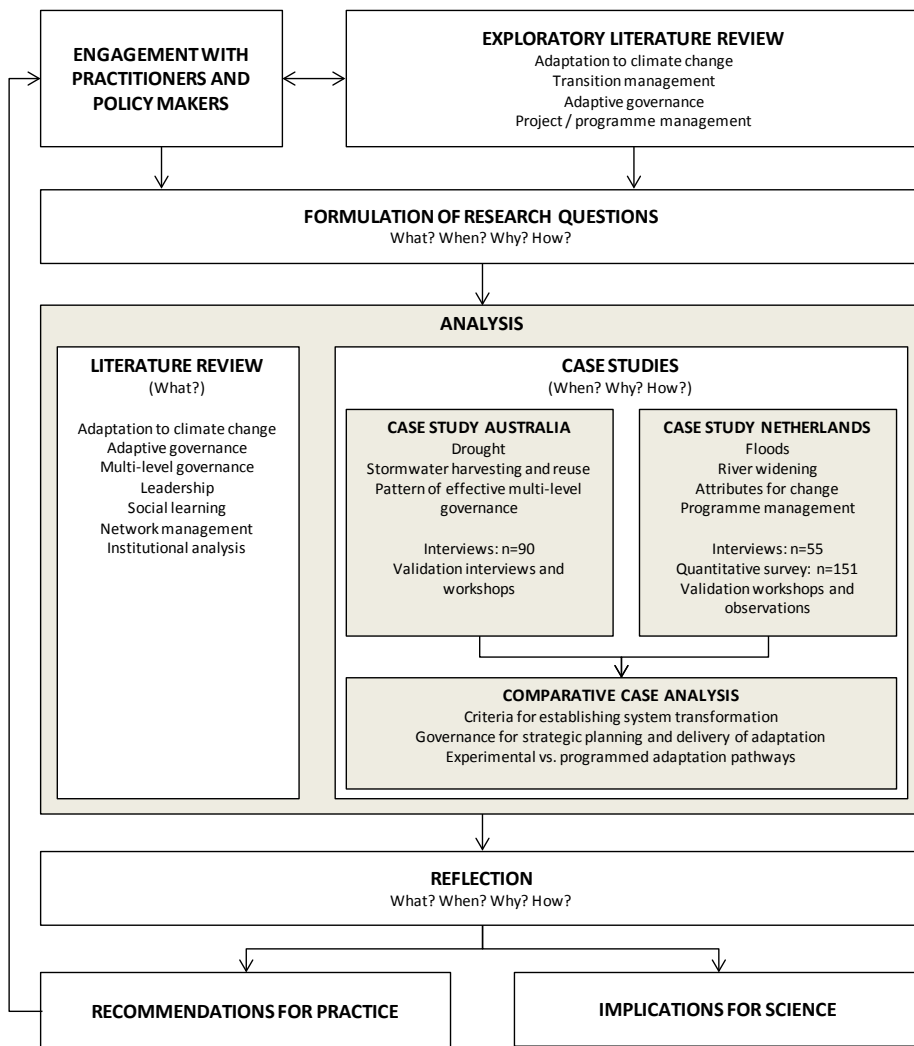 ENGAGEMENT WITH
PRACTITIONERS AND
POLICY MAKERS
EXPLORATORY LITERATURE REVIEW
Adaptation to climate change
Transition management
Adaptive governance
Project / programme management
FORMULATION OF RESEARCH QUESTIONS
What? When? Why? How?
ANALYSIS
LITERATURE REVIEW
(What?)
Adaptation to climate change
Adaptive governance
Multi-level governance
Leadership
Social learning
Network management
Institutional analysis
CASE STUDIES
(When? Why? How?)
CASE STUDY AUSTRALIA
Drought
Stormwater harvesting and reuse
Pattern of effective multi-level
governance
Interviews: n=90
Validation interviews and
workshops
CASE STUDY NETHERLANDS
Floods
River widening
Attributes for change
Programme management
Interviews: n=55
Quantitative survey: n=151
Validation workshops and
observations
COMPARATIVE CASE ANALYSIS
Criteria for establishing system transformation
Governance for strategic planning and delivery of adaptation
Experimental vs. programmed adaptation pathways
REFLECTION
What? When? Why? How?
RECOMMENDATIONS FOR PRACTICE
IMPLICATIONS FOR SCIENCE